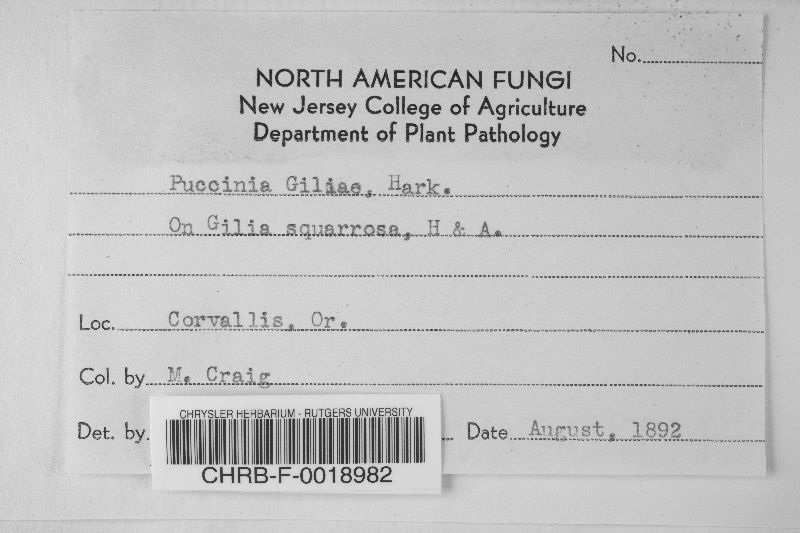 No.
NORTH AMERICAN FUNGI
New Jersey College of Agriculture
Department of Plant Pathology
Puccinia Giliae, Hark.
On Gilia squarrosa, H & A.
Loc. Corvallis, Or.
Col. by M. Craig
Det. by. Date August, 1892
CHRYSLER HERBARIUM - RUTGERS UNIVERSITY
CHRB-F-0018982